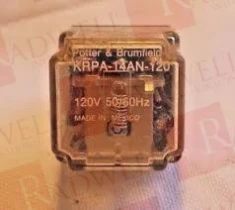 Potter & Brumfield
KRPA-14AN-120
120V 50/60Hz
MADE IN MEXICO